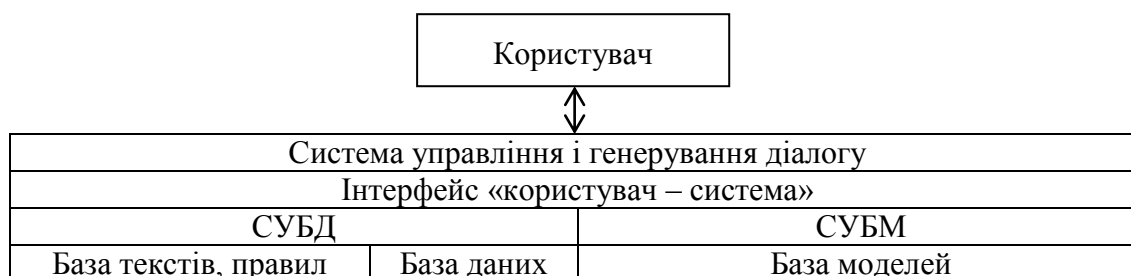 Користувач
Система управління і генерування діалогу
Інтерфейс «користувач – система»
СУБД СУБМ
База текстів, правил База даних База моделей